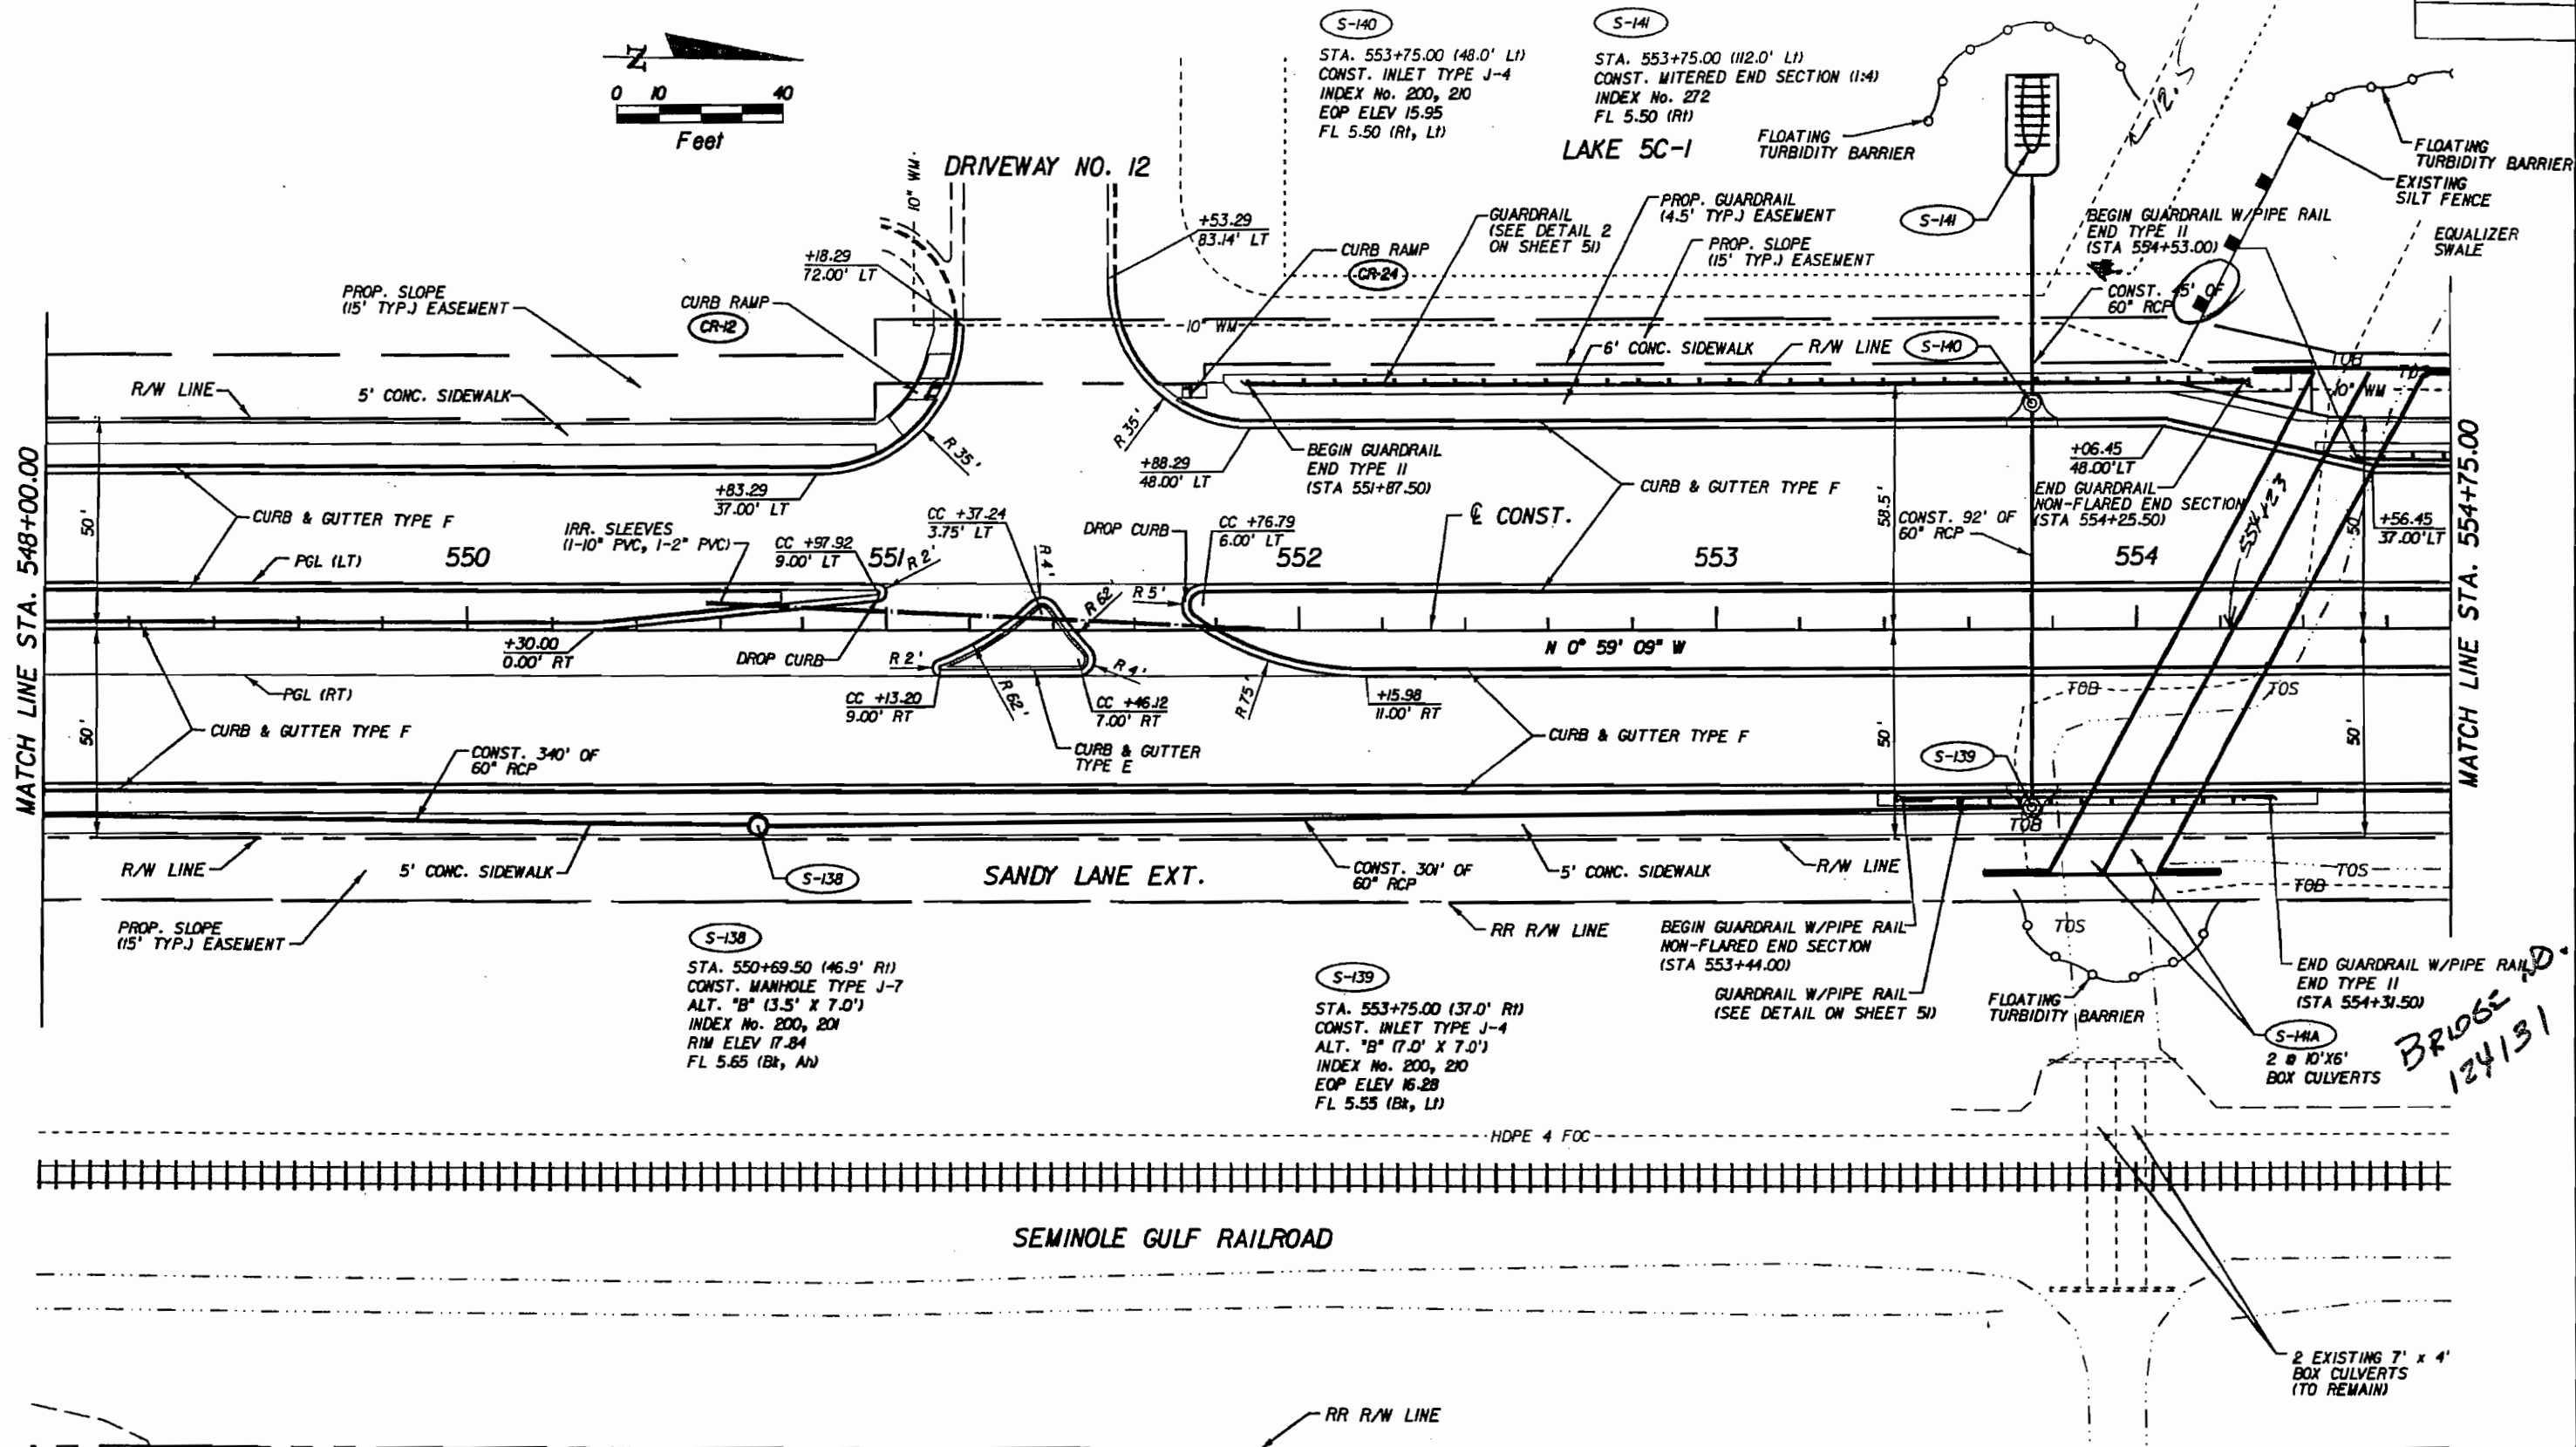 N
0 10 40
Feet
S-140
STA. 553+75.00 (48.0' Lt)
CONST. INLET TYPE J-4
INDEX No. 200, 210
EOP ELEV 15.95
FL 5.50 (Rt, Lt)
S-141
STA. 553+75.00 (112.0' Lt)
CONST. MITERED END SECTION (1:4)
INDEX No. 272
FL 5.50 (Rt)
LAKE 5C-1
FLOATING
TURBIDITY BARRIER
12.5
FLOATING
TURBIDITY BARRIER
EXISTING
SILT FENCE
EQUALIZER
SWALE
DRIVEWAY NO. 12
10" WM
+18.29
72.00' LT
+53.29
83.14' LT
CURB RAMP
CR-24
GUARDRAIL
(SEE DETAIL 2
ON SHEET 51)
PROP. GUARDRAIL
(4.5' TYP.) EASEMENT
PROP. SLOPE
(15' TYP.) EASEMENT
S-141
BEGIN GUARDRAIL W/PIPE RAIL
END TYPE II
(STA 554+53.00)
CONST. 45' OF
60" RCP
PROP. SLOPE
(15' TYP.) EASEMENT
CURB RAMP
CR-12
10" WM
R/W LINE
5' CONC. SIDEWALK
6' CONC. SIDEWALK
R/W LINE
S-140
TOB
10" WM
R 35'
R 35'
BEGIN GUARDRAIL
END TYPE II
(STA 551+87.50)
+88.29
48.00' LT
+83.29
37.00' LT
CURB & GUTTER TYPE F
CURB & GUTTER TYPE F
+06.45
48.00'LT
END GUARDRAIL
NON-FLARED END SECTION
(STA 554+25.50)
554+23
+56.45
37.00'LT
MATCH LINE STA. 548+00.00
MATCH LINE STA. 554+75.00
50'
58.5'
50'
CONST. 92' OF
60" RCP
IRR. SLEEVES
(1-10" PVC, 1-2" PVC)
CC +97.92
9.00' LT
CC +37.24
3.75' LT
DROP CURB
CC +76.79
6.00' LT
℄ CONST.
PGL (LT)
550
551
552
553
554
R 2'
R 4'
R 62'
R 5'
+30.00
0.00' RT
DROP CURB
R 2'
R 4'
N 0° 59' 09" W
PGL (RT)
CC +13.20
9.00' RT
R 62'
CC +46.12
7.00' RT
R 75'
+15.98
11.00' RT
TOB
TOS
50'
50'
50'
CURB & GUTTER TYPE F
CURB & GUTTER
TYPE E
CURB & GUTTER TYPE F
S-139
CONST. 340' OF
60" RCP
TOB
R/W LINE
5' CONC. SIDEWALK
S-138
SANDY LANE EXT.
CONST. 301' OF
60" RCP
5' CONC. SIDEWALK
R/W LINE
TOS
TOB
PROP. SLOPE
(15' TYP.) EASEMENT
RR R/W LINE
BEGIN GUARDRAIL W/PIPE RAIL
NON-FLARED END SECTION
(STA 553+44.00)
TOS
GUARDRAIL W/PIPE RAIL
(SEE DETAIL ON SHEET 51)
FLOATING
TURBIDITY BARRIER
END GUARDRAIL W/PIPE RAIL
END TYPE II
(STA 554+31.50)
S-138
STA. 550+69.50 (46.9' Rt)
CONST. MANHOLE TYPE J-7
ALT. "B" (3.5' X 7.0')
INDEX No. 200, 201
RIM ELEV 17.84
FL 5.65 (Bk, Ah)
S-139
STA. 553+75.00 (37.0' Rt)
CONST. INLET TYPE J-4
ALT. "B" (7.0' X 7.0')
INDEX No. 200, 210
EOP ELEV 16.28
FL 5.55 (Bk, Lt)
S-141A
2 @ 10'X6'
BOX CULVERTS
BRIDGE I.D.
124131
HDPE 4 FOC
SEMINOLE GULF RAILROAD
2 EXISTING 7' x 4'
BOX CULVERTS
(TO REMAIN)
RR R/W LINE